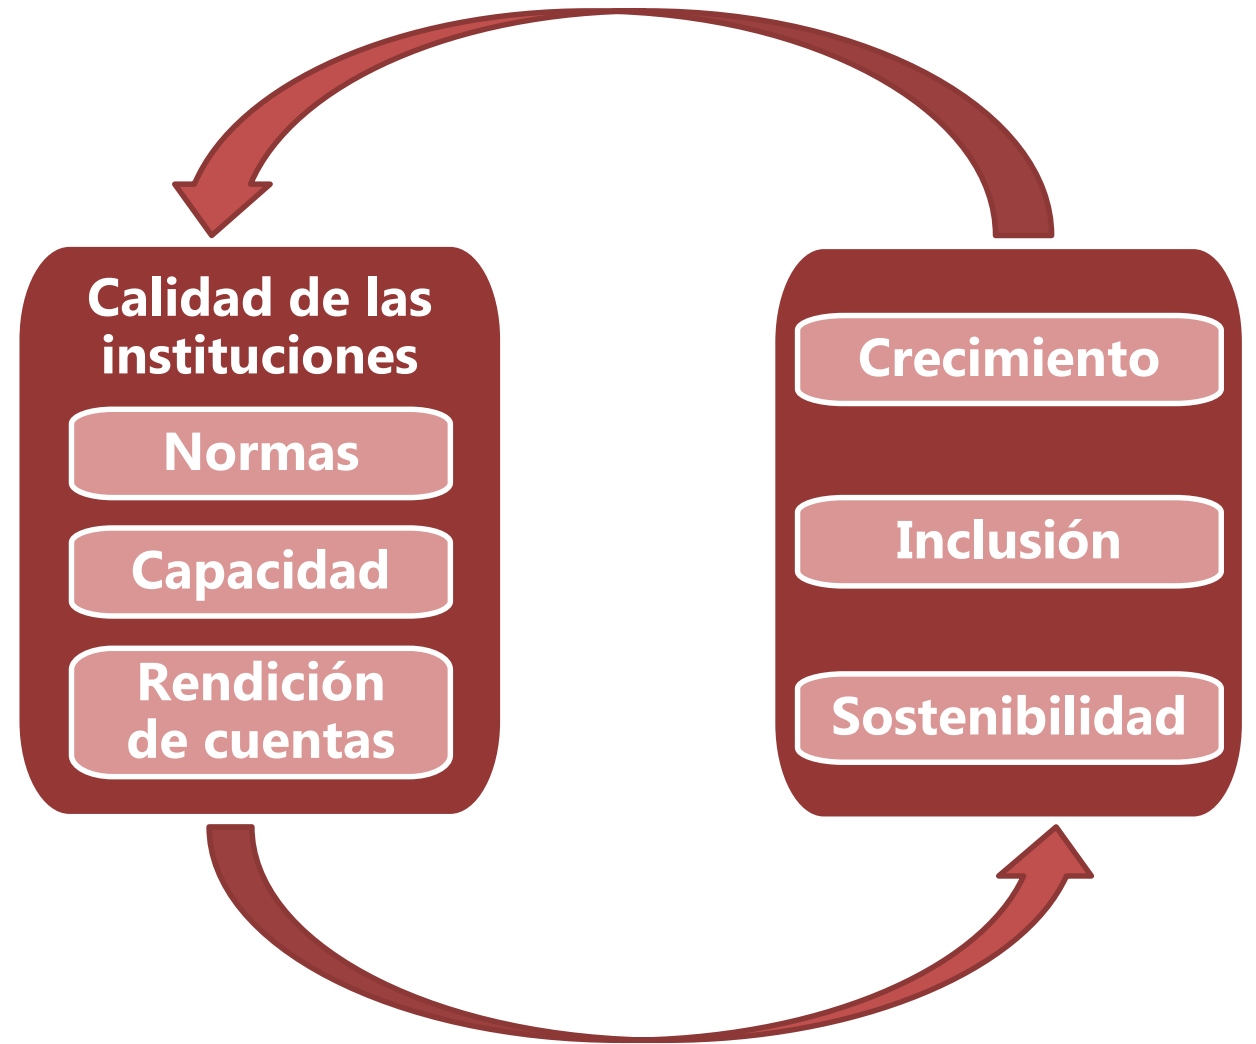 Calidad de las
instituciones
Normas
Capacidad
Rendición
de cuentas
Crecimiento
Inclusión
Sostenibilidad